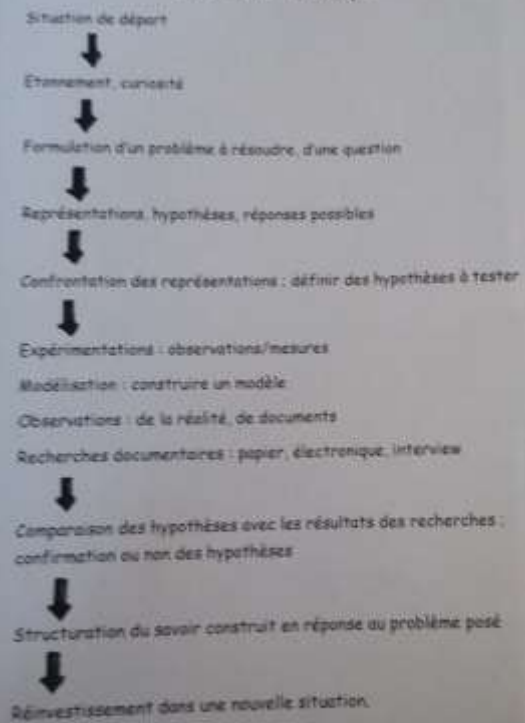 Situation de départ
Etonnement, curiosité
Formulation d'un problème à résoudre, d'une question
Représentations, hypothèses, réponses possibles
Confrontation des représentations ; définir des hypothèses à tester
Expérimentations : observations/mesures
Modélisation : construire un modèle
Observations : de la réalité, de documents
Recherches documentaires : papier, électronique, interview
Comparaison des hypothèses avec les résultats des recherches ;
confirmation ou non des hypothèses
Structuration du savoir construit en réponse au problème posé
Réinvestissement dans une nouvelle situation.